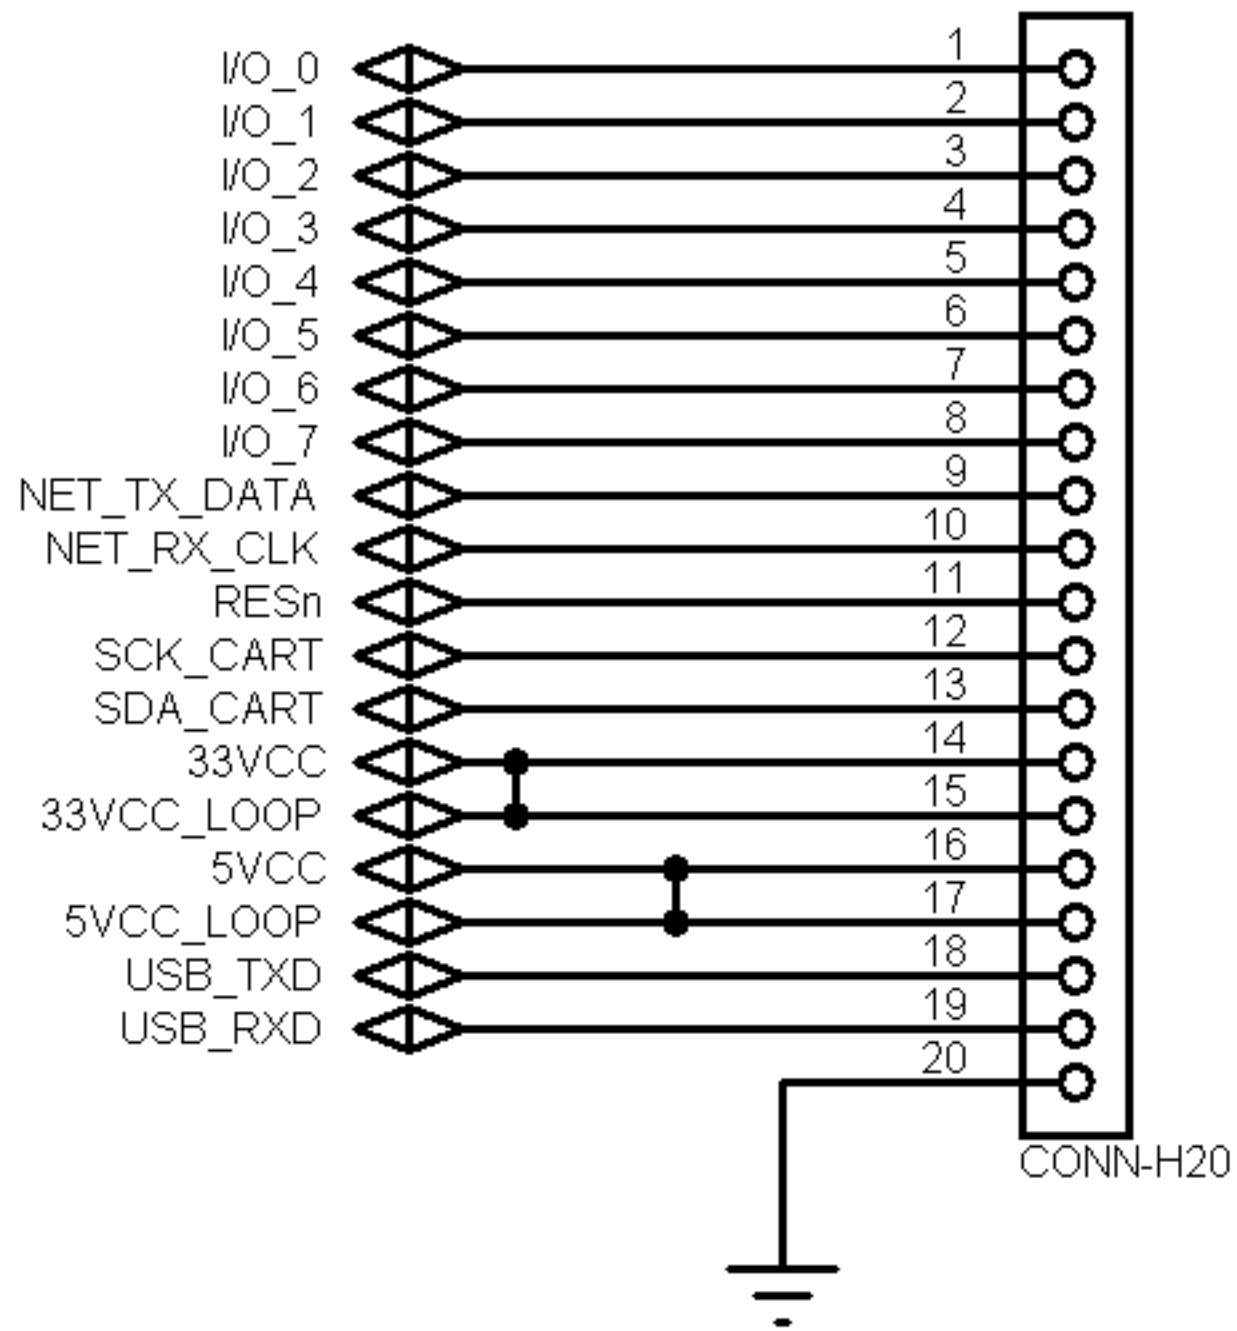 I/O_0 1
I/O_1 2
I/O_2 3
I/O_3 4
I/O_4 5
I/O_5 6
I/O_6 7
I/O_7 8
NET_TX_DATA 9
NET_RX_CLK 10
RESn 11
SCK_CART 12
SDA_CART 13
33VCC 14
33VCC_LOOP 15
5VCC 16
5VCC_LOOP 17
USB_TXD 18
USB_RXD 19
20
CONN-H20